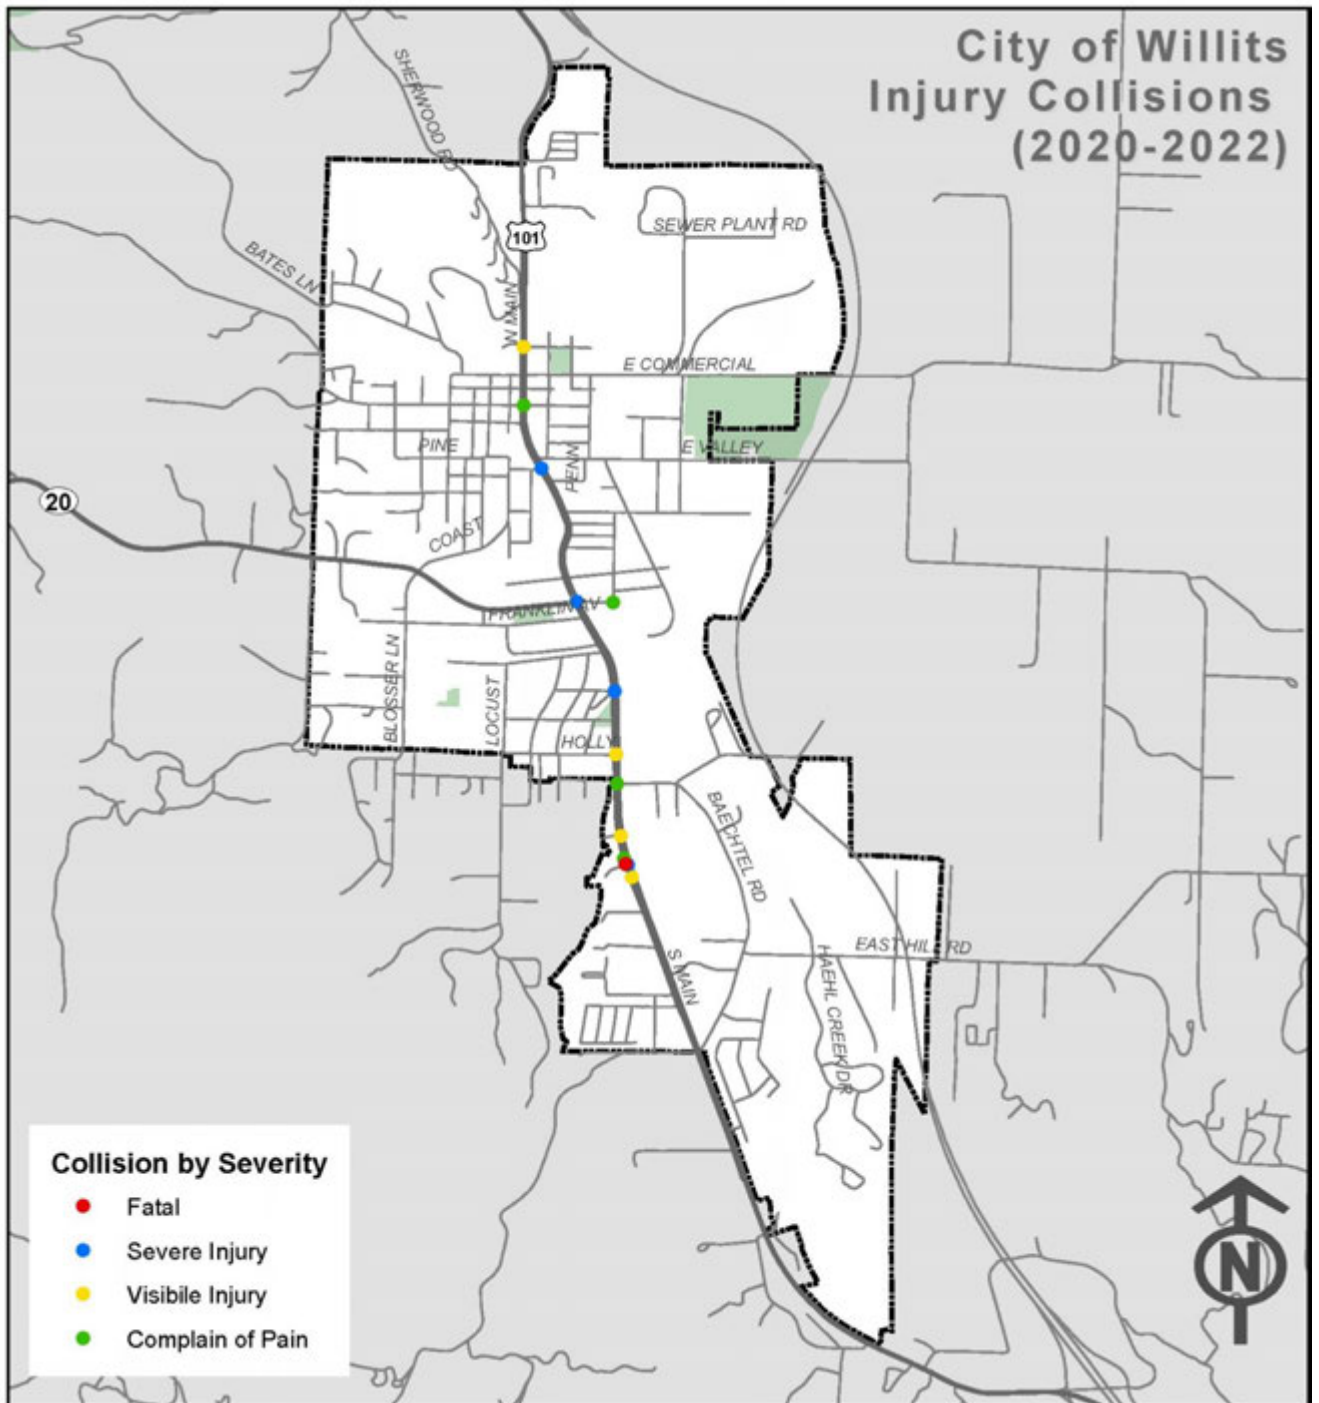 City of Willits
Injury Collisions
(2020-2022)
SHERWOOD RD
101
SEWER PLANT RD
BATES LN
N MAIN
E COMMERCIAL
PINE
E VALLEY
PENN
20
COAST
FRANKLIN AV
BLOSSER LN
LOCUST
HOLLY
BAECHTEL RD
EAST HILL RD
S MAIN
HAEHL CREEK DR
Collision by Severity
Fatal
Severe Injury
Visibile Injury
Complain of Pain
N